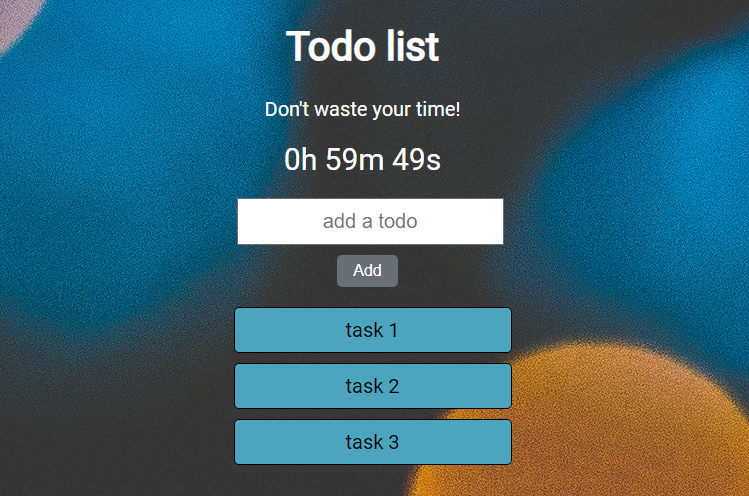 Todo list
Don't waste your time!
0h 59m 49s
add a todo
Add
task 1
task 2
task 3